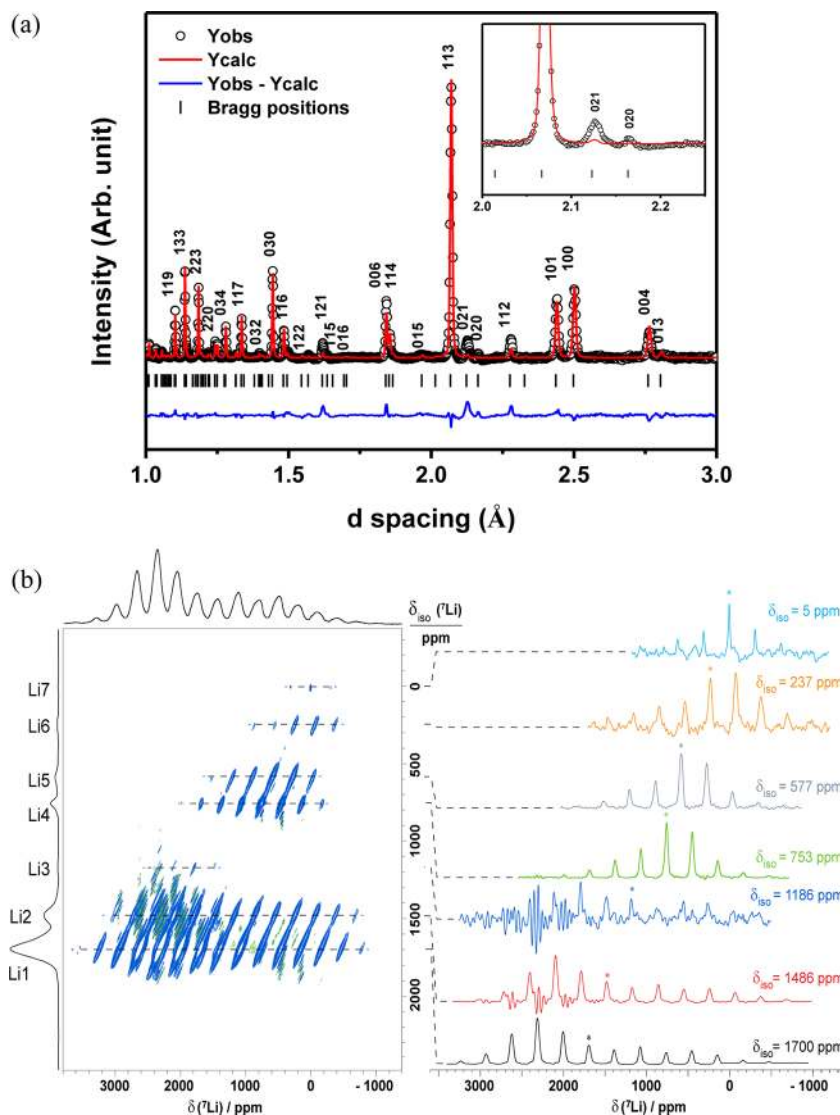 (a)
Yobs
Ycalc
Yobs - Ycalc
Bragg positions
Intensity (Arb. unit)
119
133
223
220
034
117
032
030
116
122
121
115
016
006
114
015
113
021
020
112
101
100
004
013
021
020
2.0 2.1 2.2
1.0 1.5 2.0 2.5 3.0
d spacing (Å)
(b)
δiso (7Li)
ppm
Li7
Li6
Li5
Li4
Li3
Li2
Li1
0
500
1000
1500
2000
3000 2000 1000 0 - 1000
δ(7Li) / ppm
δiso = 5 ppm
δiso = 237 ppm
δiso = 577 ppm
δiso = 753 ppm
δiso = 1186 ppm
δiso = 1486 ppm
δiso = 1700 ppm
3000 2000 1000 0 - 1000
δ(7Li) / ppm